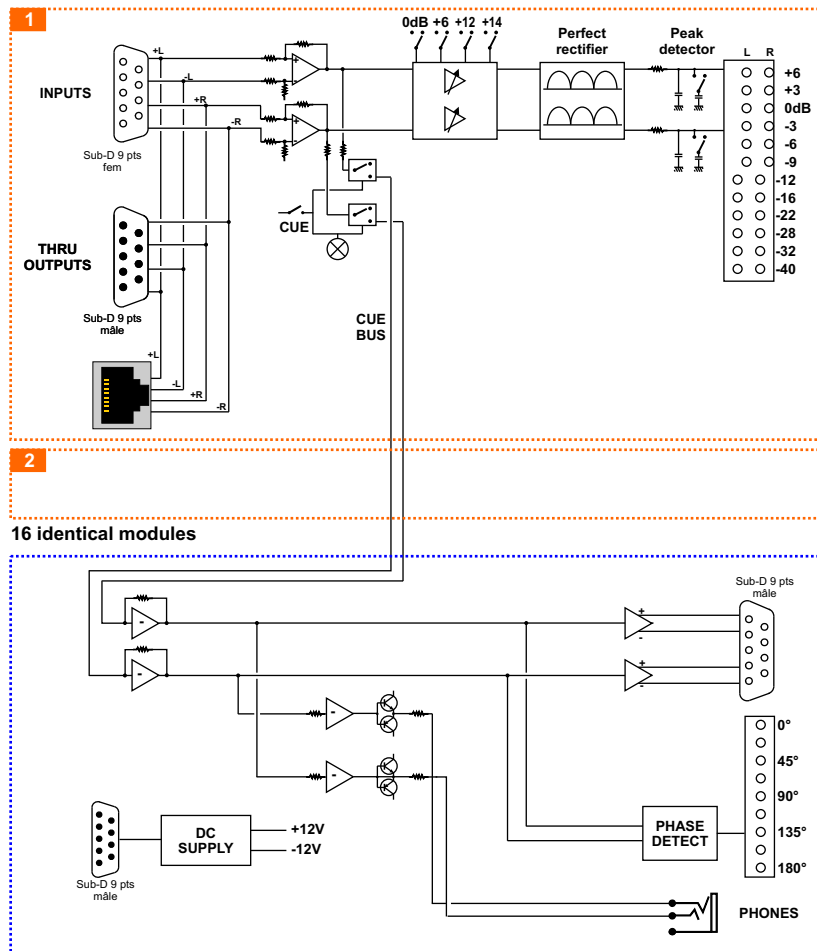 1
0dB +6 +12 +14
Perfect
rectifier
Peak
detector
L R
+L
-L
+R
-R
INPUTS
Sub-D 9 pts
fem
+
-
+
-
+6
+3
0dB
-3
-6
-9
-12
-16
-22
-28
-32
-40
CUE
THRU
OUTPUTS
Sub-D 9 pts
mâle
CUE
BUS
+L
-L
+R
-R
2
16 identical modules
Sub-D 9 pts
mâle
-
+
-
-
+
-
-
-
0°
45°
90°
135°
180°
PHASE
DETECT
DC
SUPPLY
+12V
-12V
Sub-D 9 pts
mâle
PHONES